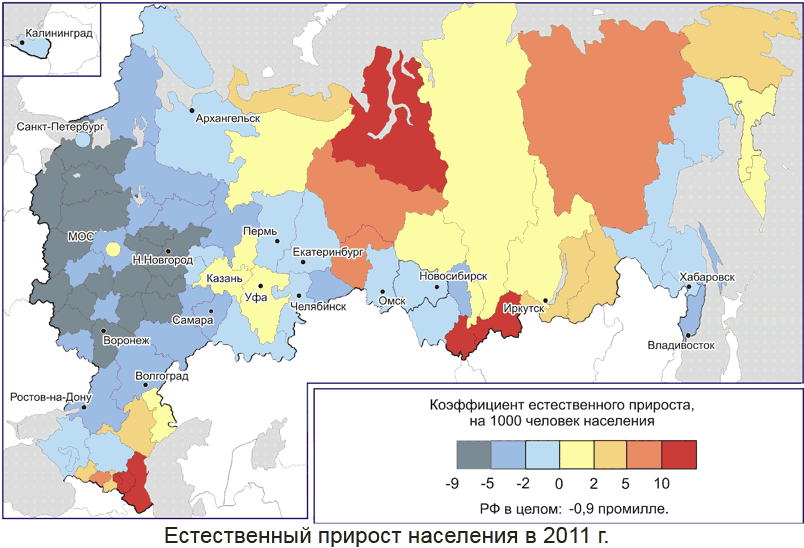 Калининград
Санкт-Петербург
Архангельск
МОС
Пермь
Н.Новгород
Екатеринбург
Казань
Уфа
Новосибирск
Челябинск
Омск
Иркутск
Хабаровск
Самара
Воронеж
Владивосток
Волгоград
Ростов-на-Дону
Коэффициент естественного прироста,
на 1000 человек населения
-9 -5 -2 0 2 5 10
РФ в целом: -0,9 промилле.
Естественный прирост населения в 2011 г.